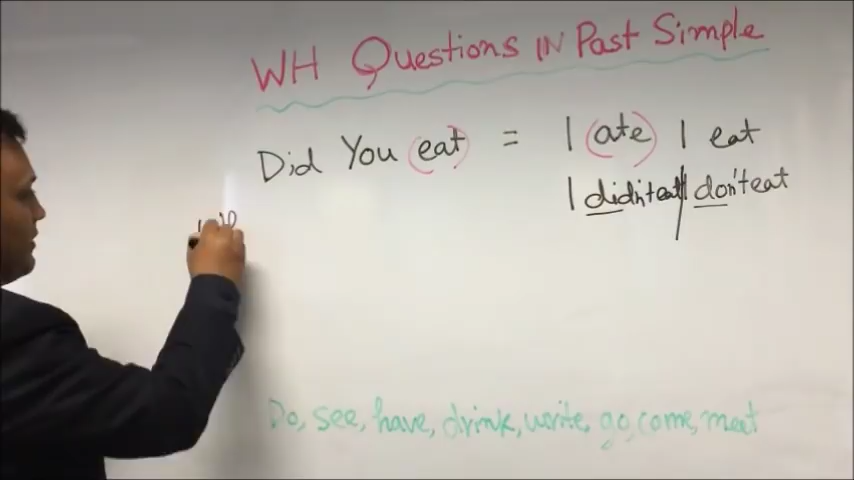 WH Questions IN Past Simple
Did You (eat) = I (ate) I eat
I didn't eat I don't eat
Do, see, have, drink, write, go, come, meet